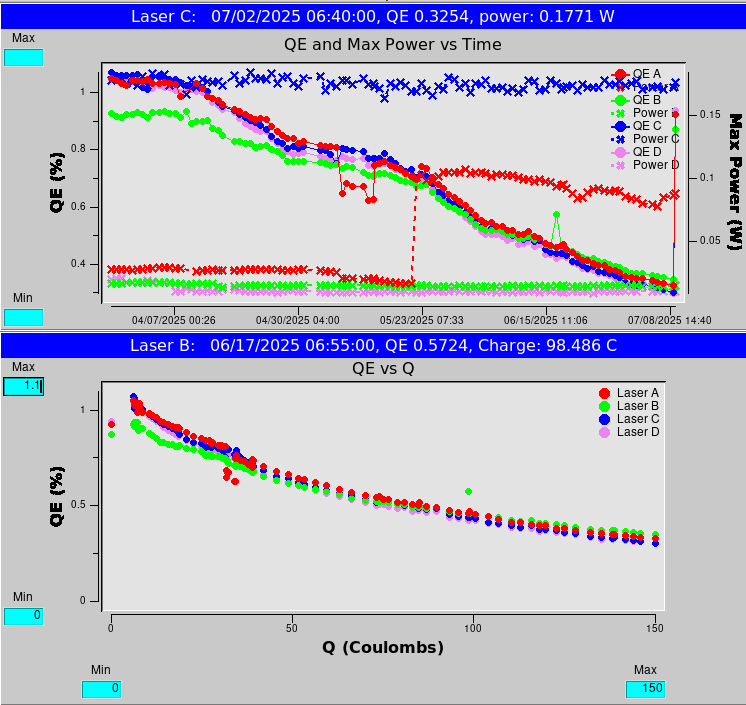 Laser C: 07/02/2025 06:40:00, QE 0.3254, power: 0.1771 W
Max
QE and Max Power vs Time
1
0.8
0.6
0.4
QE (%)
QE A
QE B
Power
QE C
Power C
QE D
Power D
0.15
0.1
0.05
Max Power (W)
Min
04/07/2025 00:26
04/30/2025 04:00
05/23/2025 07:33
06/15/2025 11:06
07/08/2025 14:40
Laser B: 06/17/2025 06:55:00, QE 0.5724, Charge: 98.486 C
Max
1.1
QE vs Q
Laser A
Laser B
Laser C
Laser D
1
0.5
0
QE (%)
Min
0
0
50
100
150
Q (Coulombs)
Min
0
Max
150